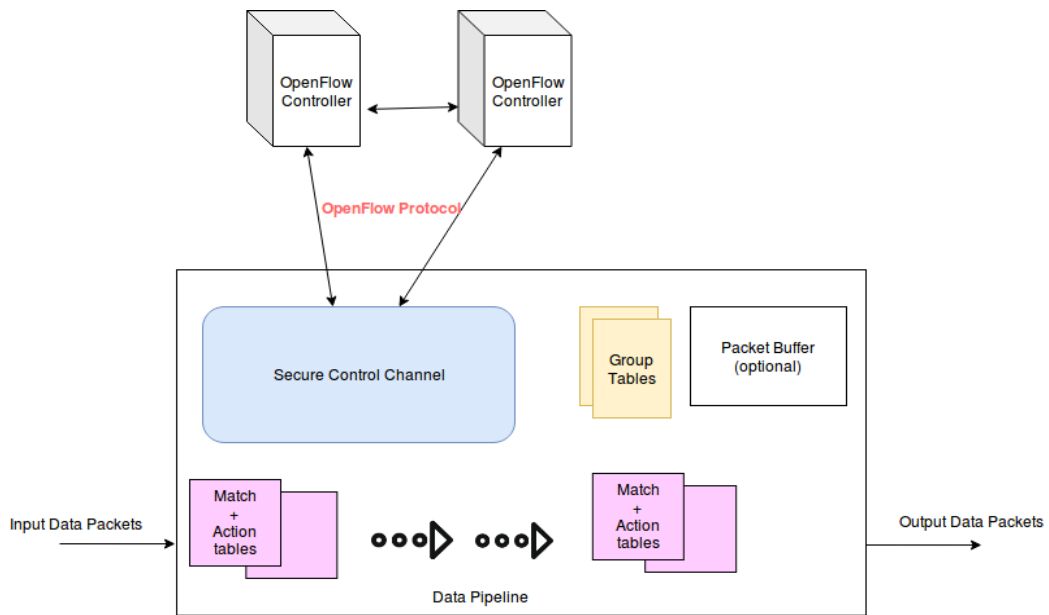 OpenFlow
Controller
OpenFlow
Controller
OpenFlow Protocol
Secure Control Channel
Group
Tables
Packet Buffer
(optional)
Match
+
Action
tables
Match
+
Action
tables
Input Data Packets
Output Data Packets
Data Pipeline